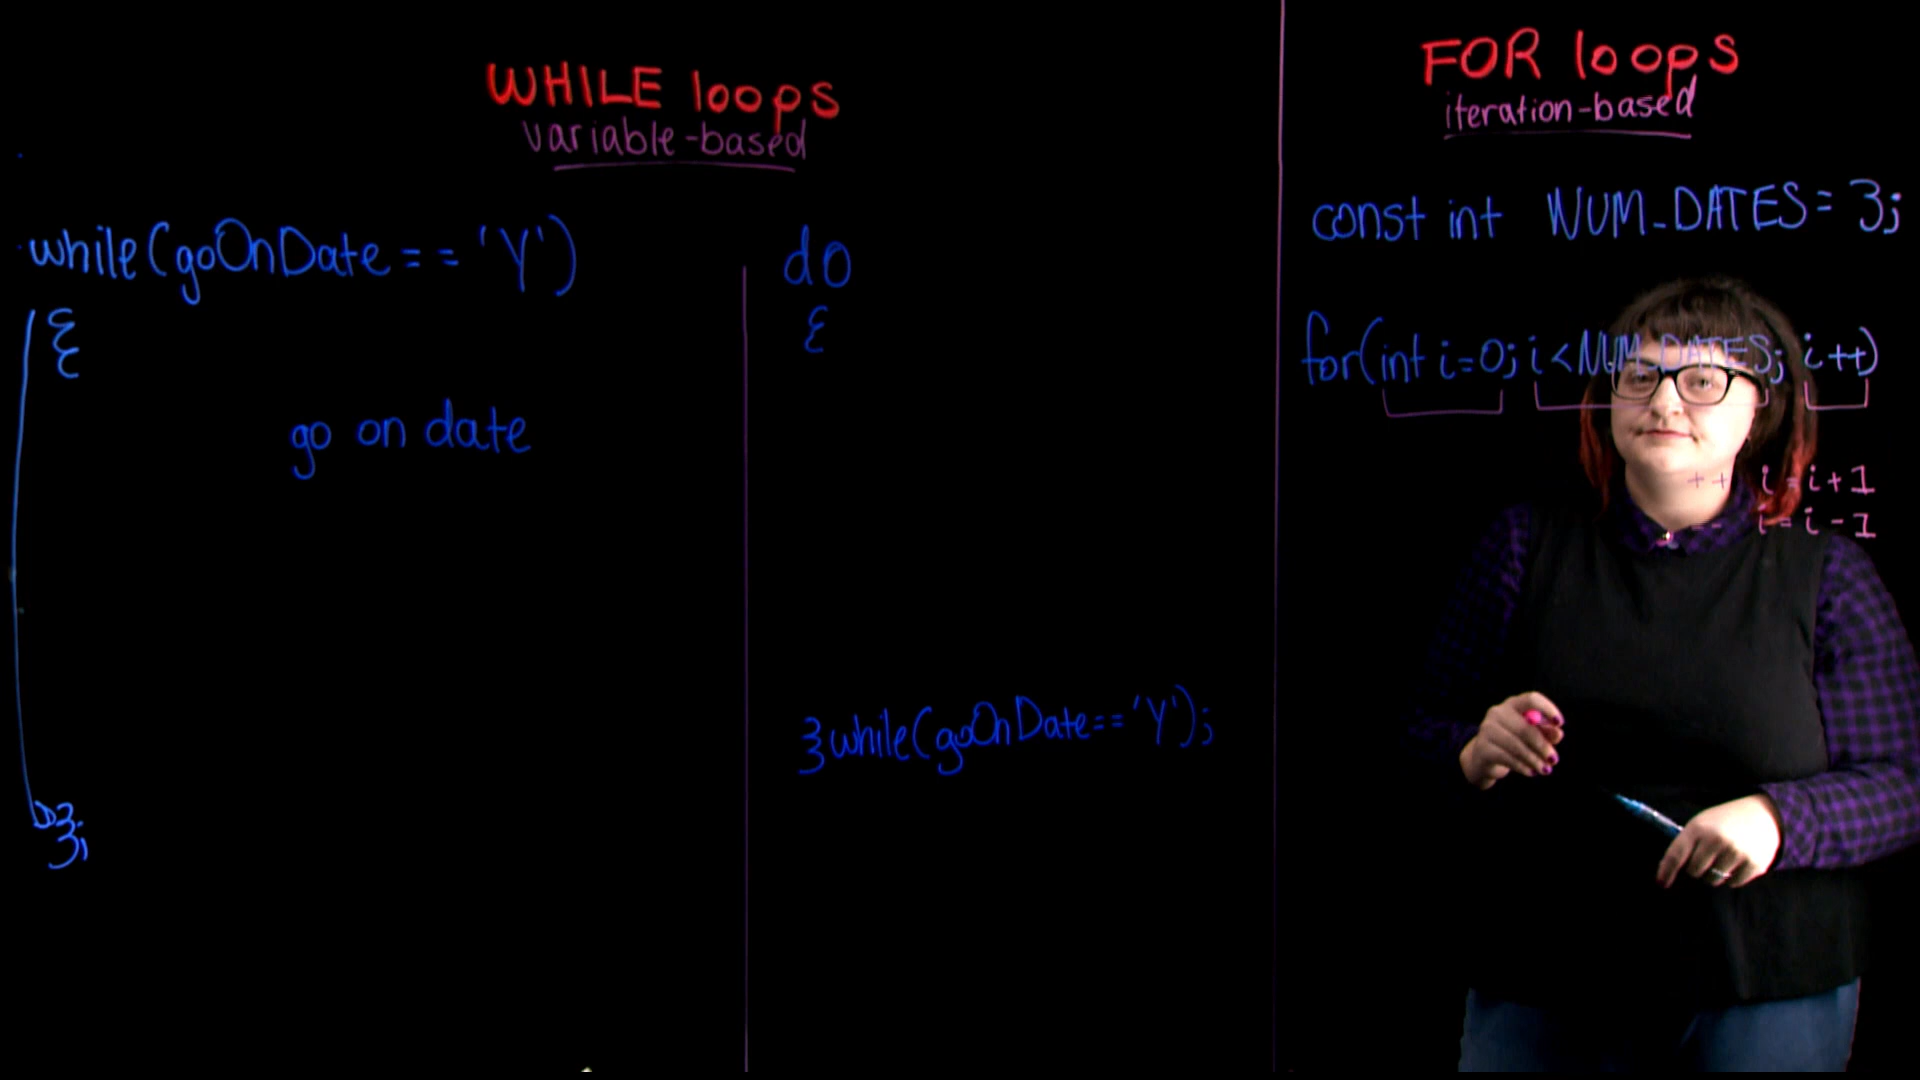 WHILE loops
variable-based
while(goOnDate == 'Y')
{
go on date
};
do
{
}while(goOnDate=='Y');
FOR loops
iteration-based
const int NUM_DATES = 3;
for(int i=0; i<NUM_DATES; i++)
++ i=i+1
-- i=i-1